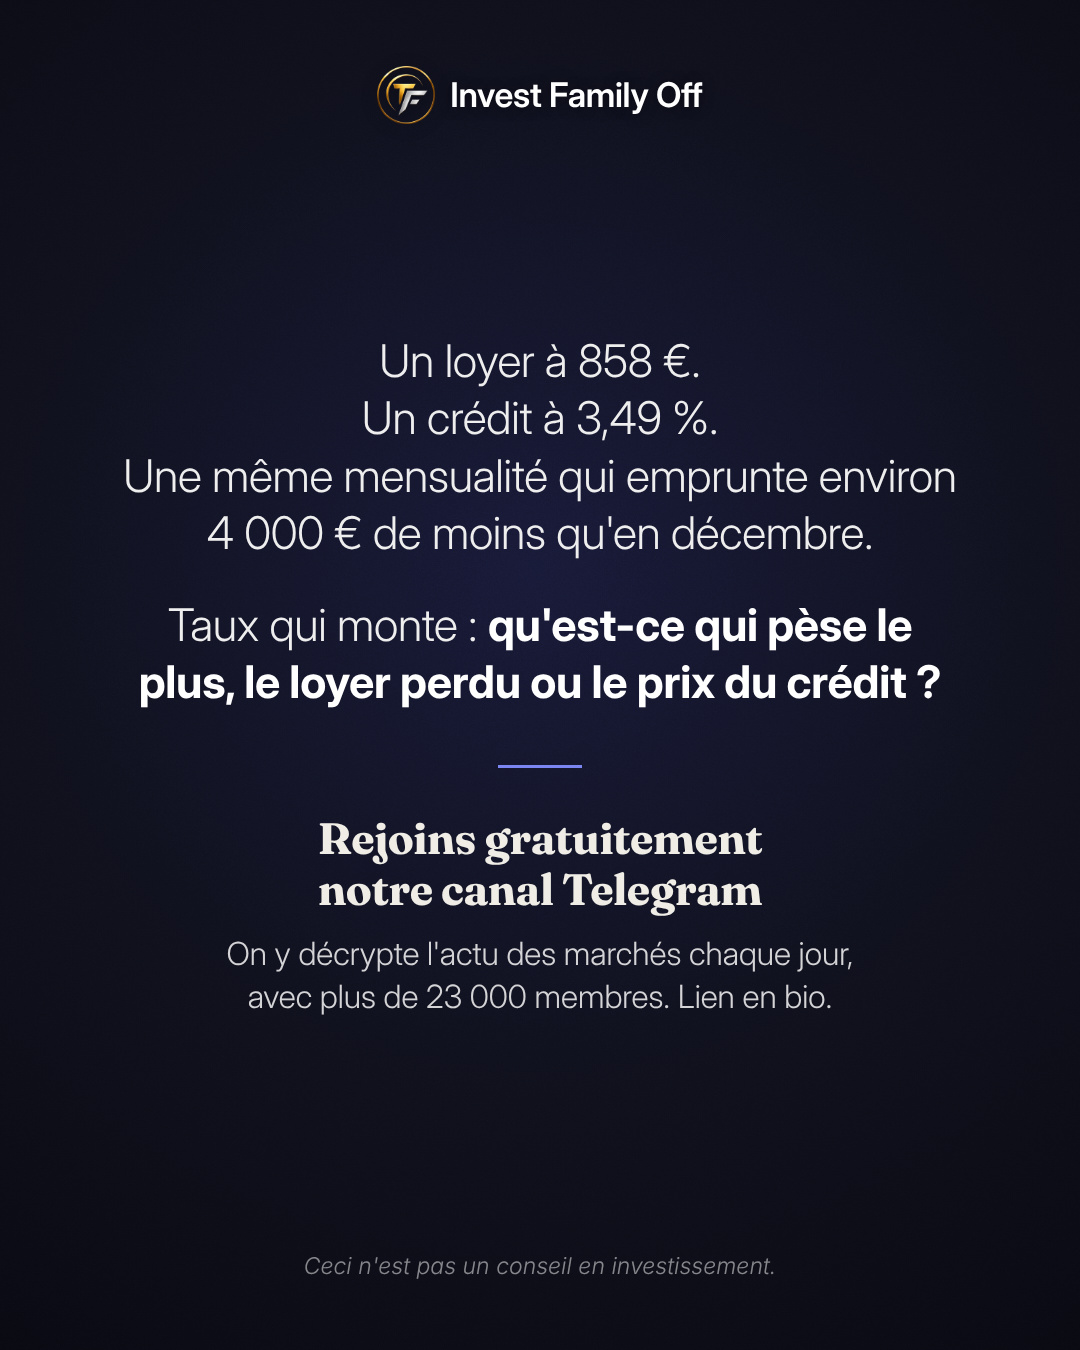 TF Invest Family Off
Un loyer à 858 €.
Un crédit à 3,49 %.
Une même mensualité qui emprunte environ
4 000 € de moins qu'en décembre.
Taux qui monte : qu'est-ce qui pèse le
plus, le loyer perdu ou le prix du crédit ?
Rejoins gratuitement
notre canal Telegram
On y décrypte l'actu des marchés chaque jour,
avec plus de 23 000 membres. Lien en bio.
Ceci n'est pas un conseil en investissement.